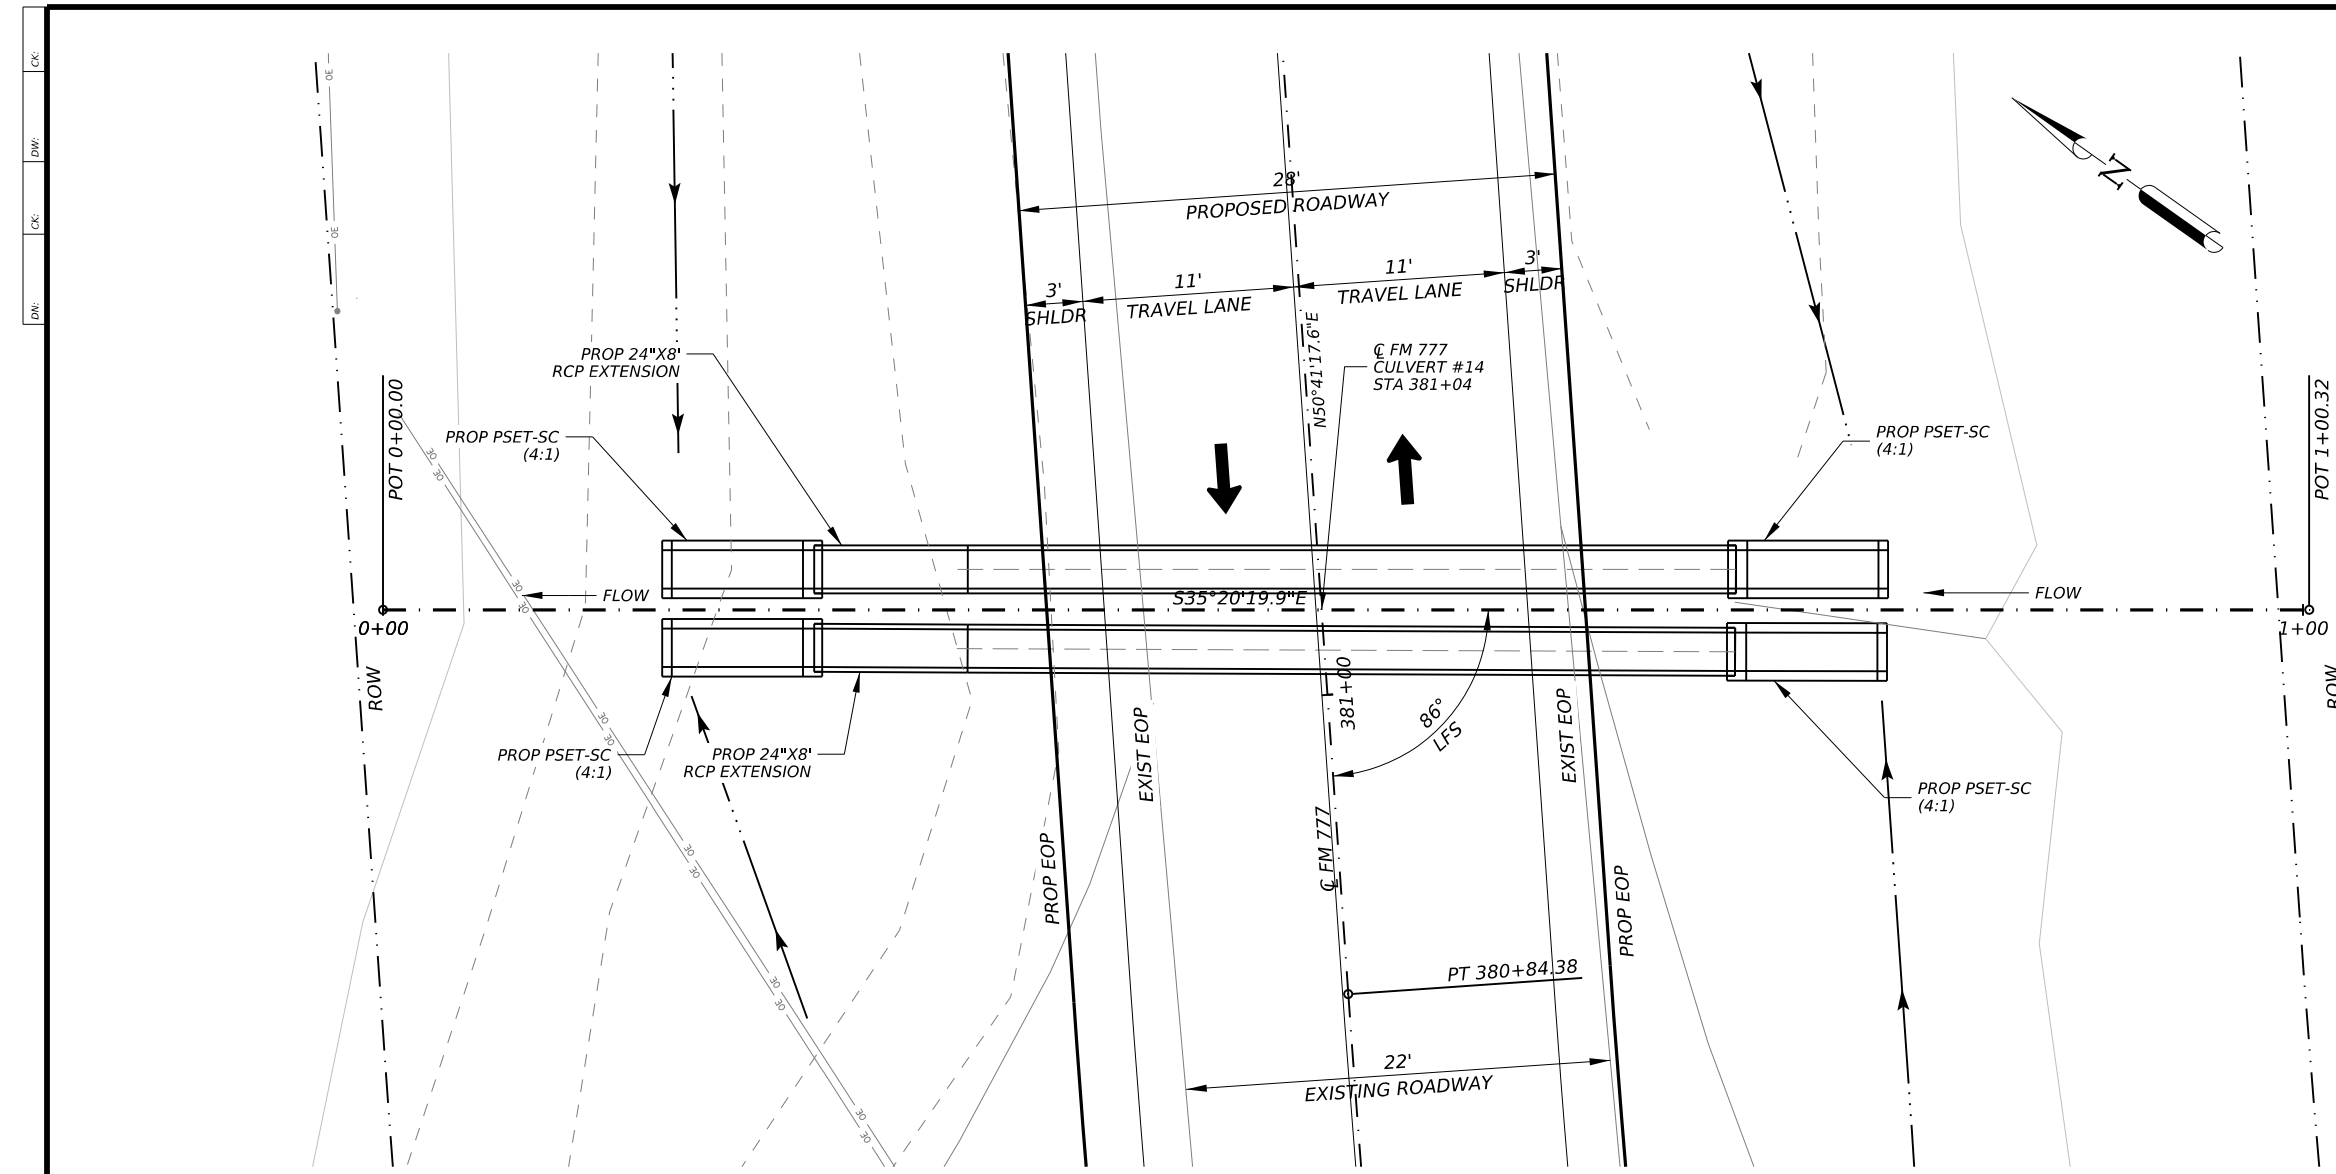 CK:
DW:
CK:
DN:
OE
OE
28'
PROPOSED ROADWAY
N
3'
SHLDR
11'
TRAVEL LANE
11'
TRAVEL LANE
3'
SHLDR
N50°41'17.6"E
℄ FM 777
CULVERT #14
STA 381+04
PROP 24"X8'
RCP EXTENSION
POT 0+00.00
PROP PSET-SC
(4:1)
PROP PSET-SC
(4:1)
POT 1+00.32
FLOW
S35°20'19.9"E
FLOW
0+00
1+00
ROW
ROW
381+00
86°
LFS
EXIST EOP
EXIST EOP
PROP PSET-SC
(4:1)
PROP 24"X8'
RCP EXTENSION
PROP PSET-SC
(4:1)
PROP EOP
℄ FM 777
PROP EOP
PT 380+84.38
22'
EXISTING ROADWAY